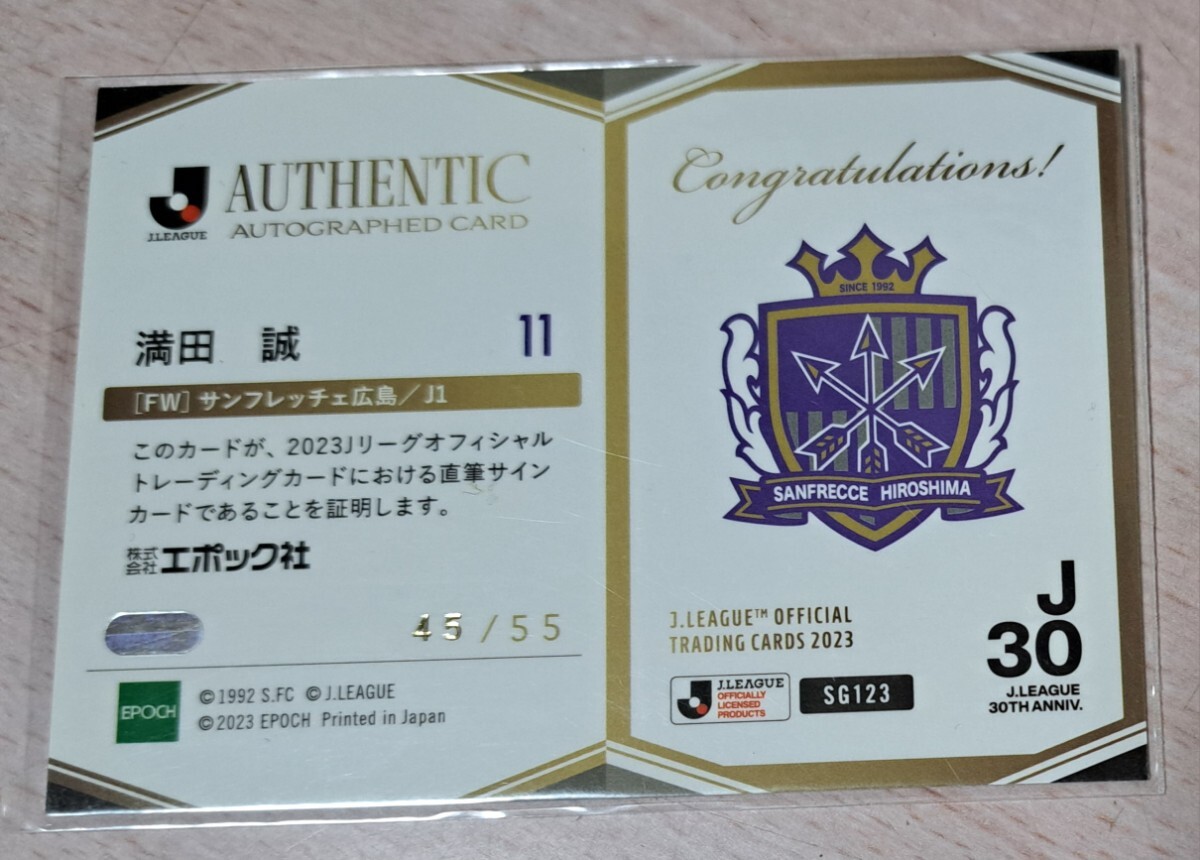 J.LEAGUE
AUTHENTIC
AUTOGRAPHED CARD
満田 誠 11
[FW] サンフレッチェ広島／J1
このカードが、2023Jリーグオフィシャル
トレーディングカードにおける直筆サイン
カードであることを証明します。
株式会社エポック社
45/55
EPOCH
©1992 S.FC ©J.LEAGUE
©2023 EPOCH Printed in Japan
Congratulations!
SINCE 1992
SANFRECCE HIROSHIMA
J.LEAGUE™ OFFICIAL
TRADING CARDS 2023
J.LEAGUE
OFFICIALLY
LICENSED
PRODUCTS
SG123
J
30
J.LEAGUE
30TH ANNIV.